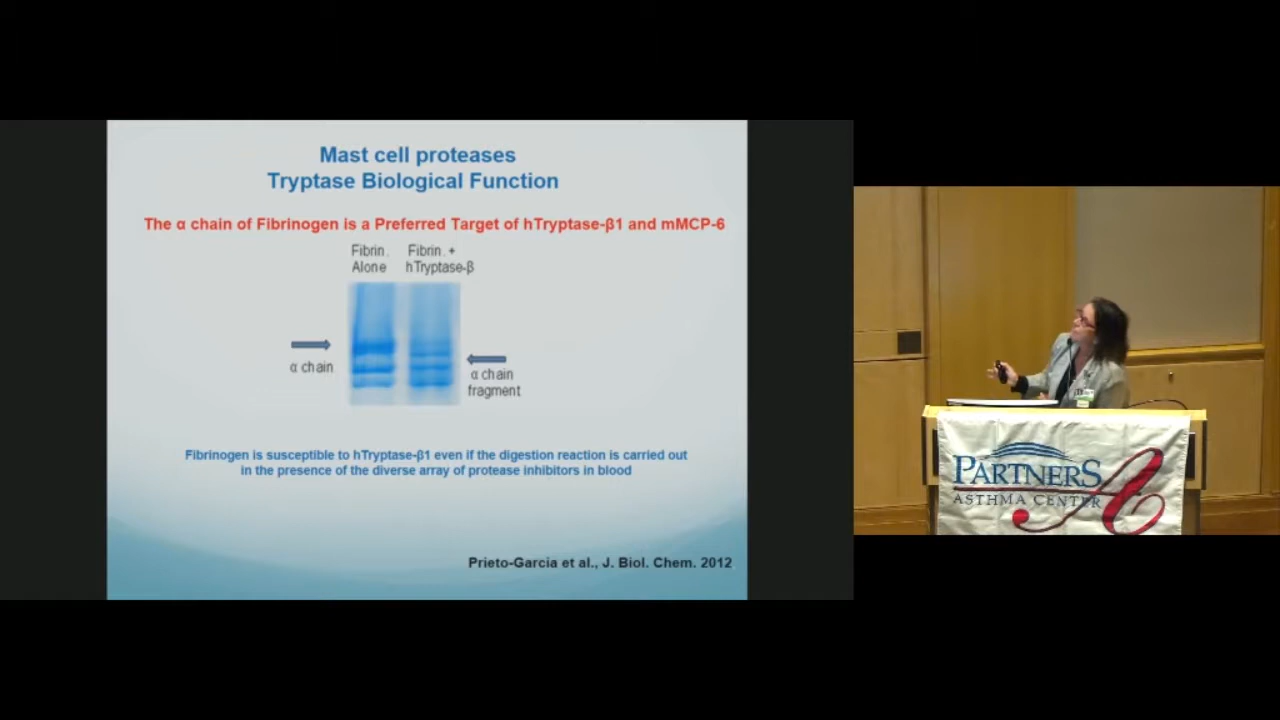 Mast cell proteases
Tryptase Biological Function
The α chain of Fibrinogen is a Preferred Target of hTryptase-β1 and mMCP-6
Fibrin. Fibrin. +
Alone hTryptase-β
α chain
α chain
fragment
Fibrinogen is susceptible to hTryptase-β1 even if the digestion reaction is carried out
in the presence of the diverse array of protease inhibitors in blood
Prieto-Garcia et al., J. Biol. Chem. 2012
PARTNERS
ASTHMA CENTER
A